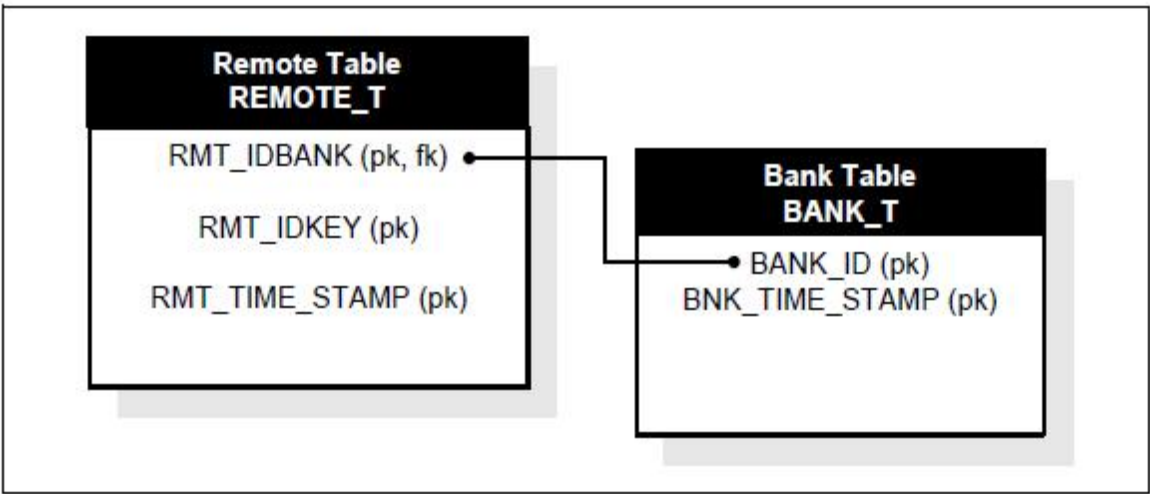 Remote Table
REMOTE_T
RMT_IDBANK (pk, fk)
RMT_IDKEY (pk)
RMT_TIME_STAMP (pk)
Bank Table
BANK_T
BANK_ID (pk)
BNK_TIME_STAMP (pk)